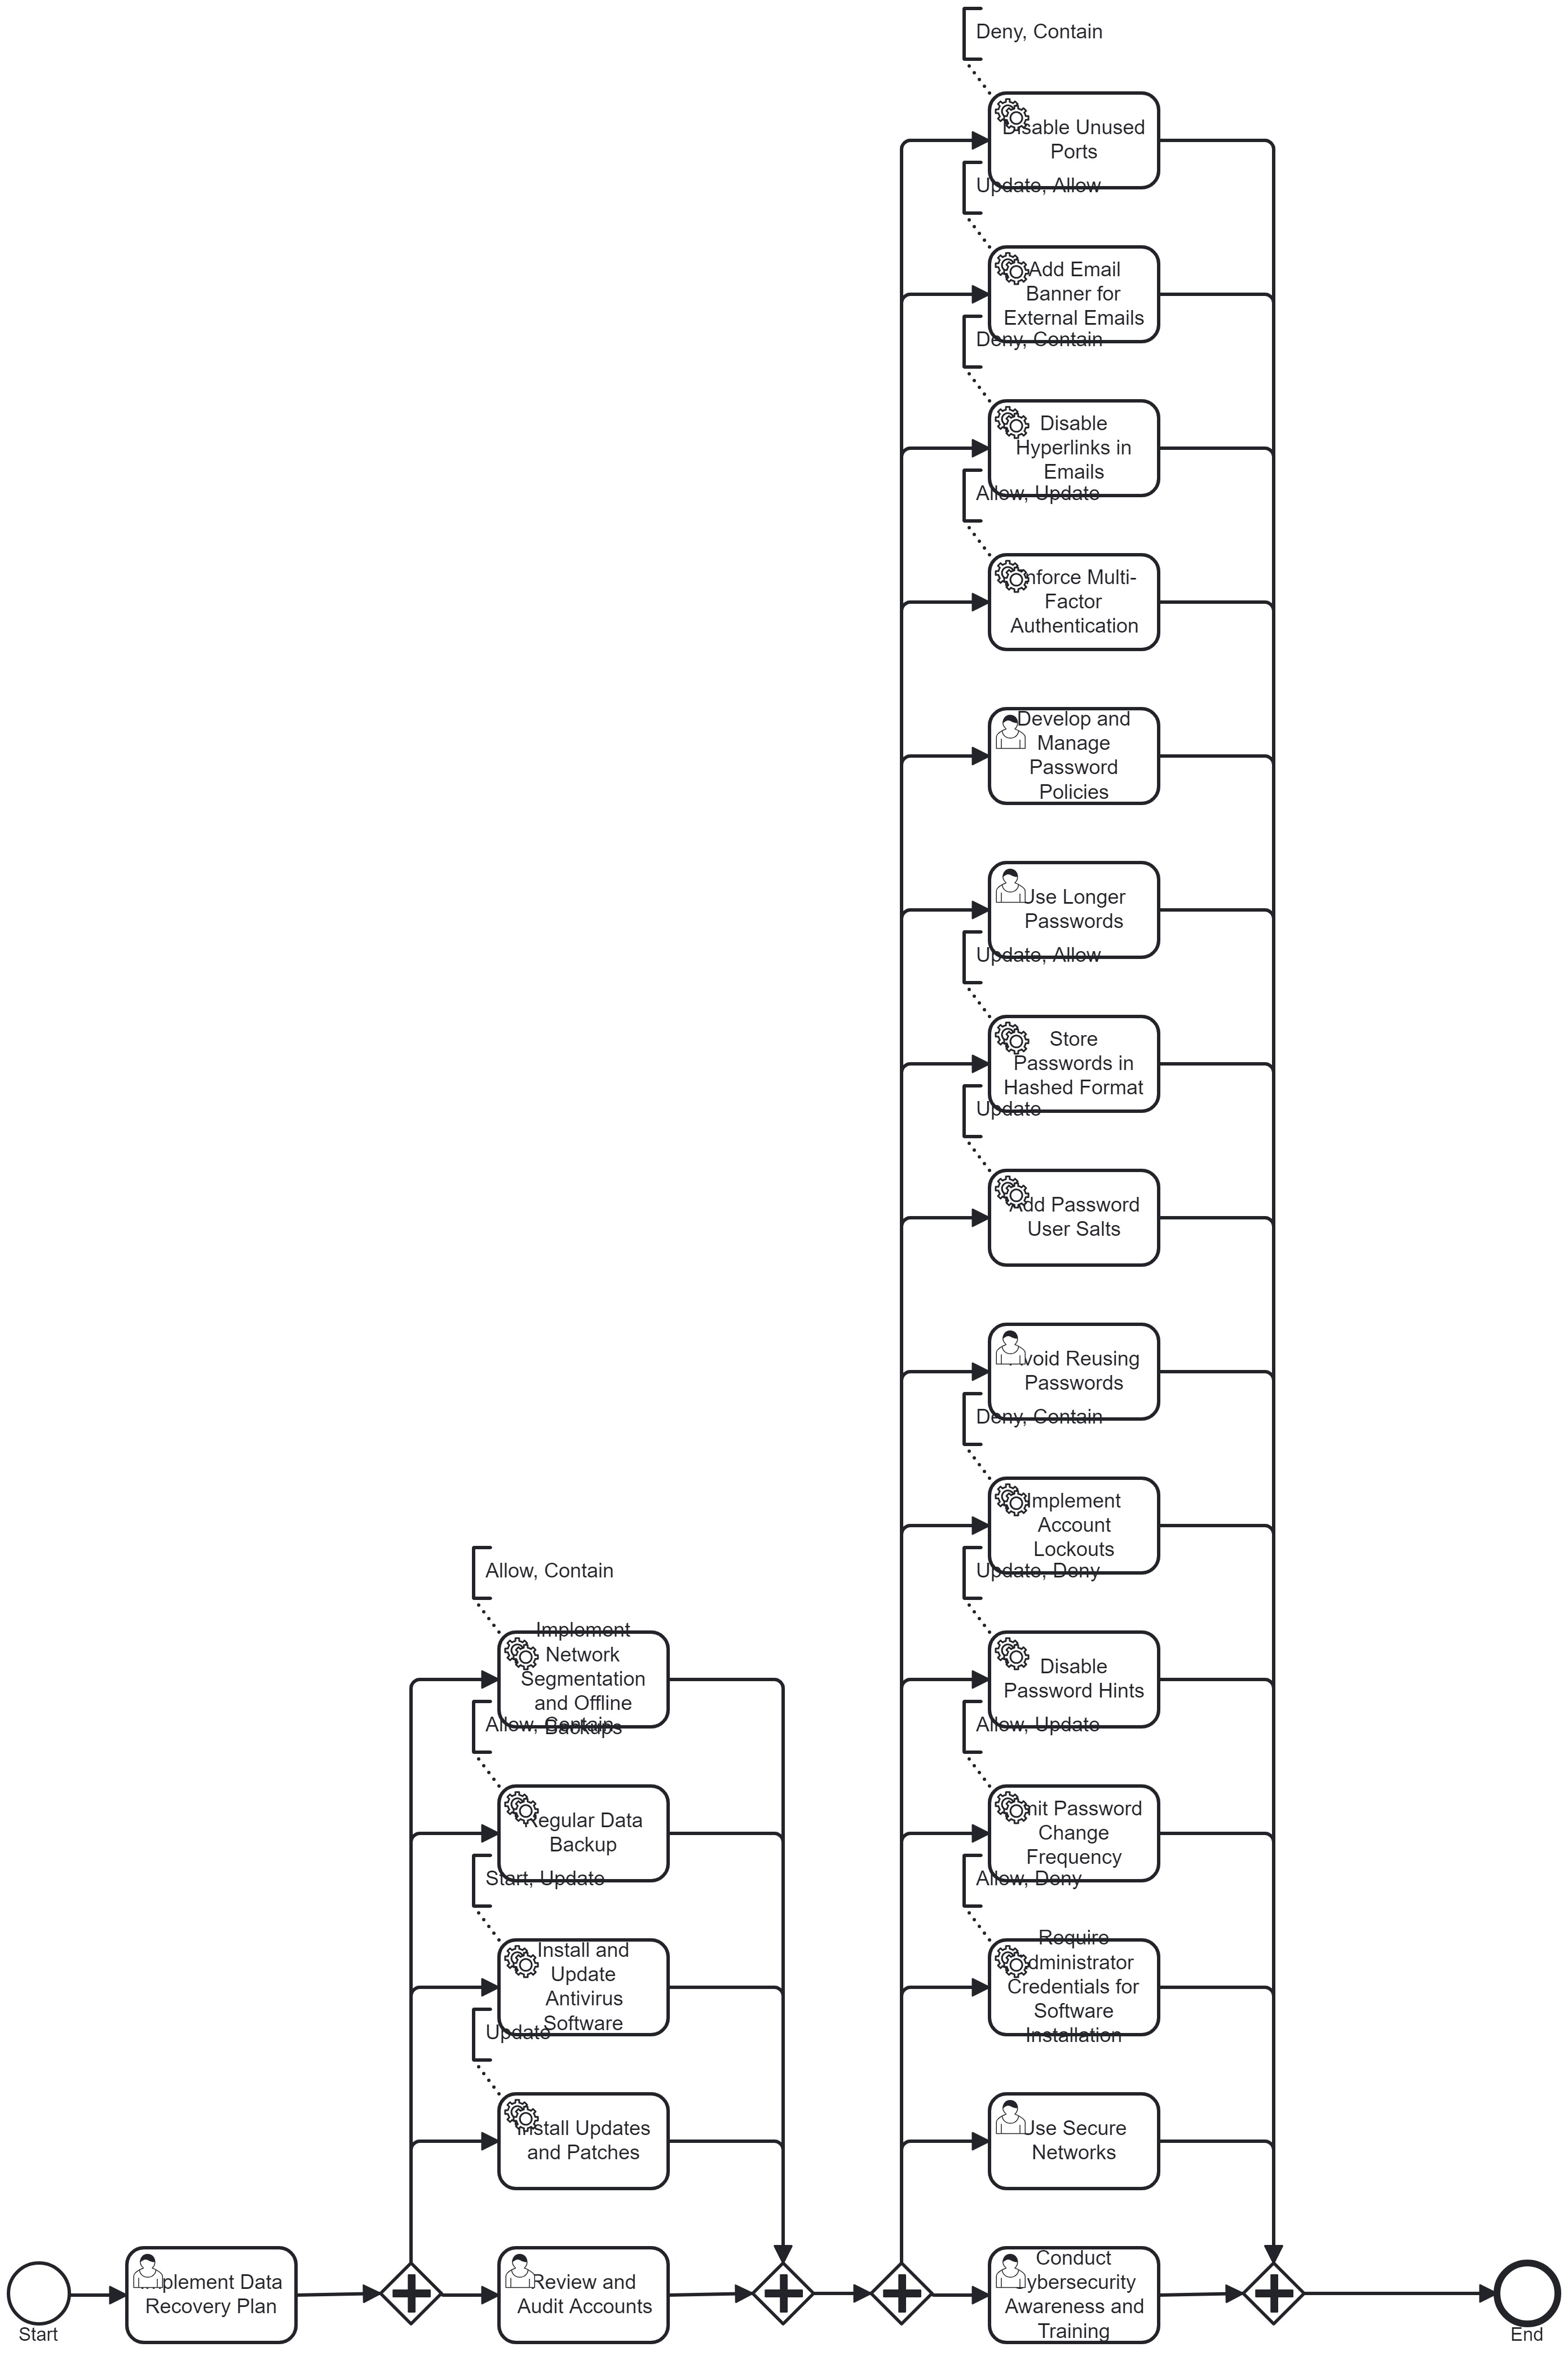 Deny, Contain
Disable Unused
Ports
Update, Allow
Add Email
Banner for
External Emails
Deny, Contain
Disable
Hyperlinks in
Emails
Allow, Update
Enforce Multi-
Factor
Authentication
Develop and
Manage
Password
Policies
Use Longer
Passwords
Update, Allow
Store
Passwords in
Hashed Format
Update
Add Password
User Salts
Avoid Reusing
Passwords
Deny, Contain
Implement
Account
Lockouts
Update, Deny
Disable
Password Hints
Allow, Update
Limit Password
Change
Frequency
Allow, Deny
Require
Administrator
Credentials for
Software
Installation
Use Secure
Networks
Conduct
Cybersecurity
Awareness and
Training
Allow, Contain
Implement
Network
Segmentation
and Offline
Backups
Allow, Contain
Regular Data
Backup
Start, Update
Install and
Update
Antivirus
Software
Update
Install Updates
and Patches
Review and
Audit Accounts
Implement Data
Recovery Plan
Start
End